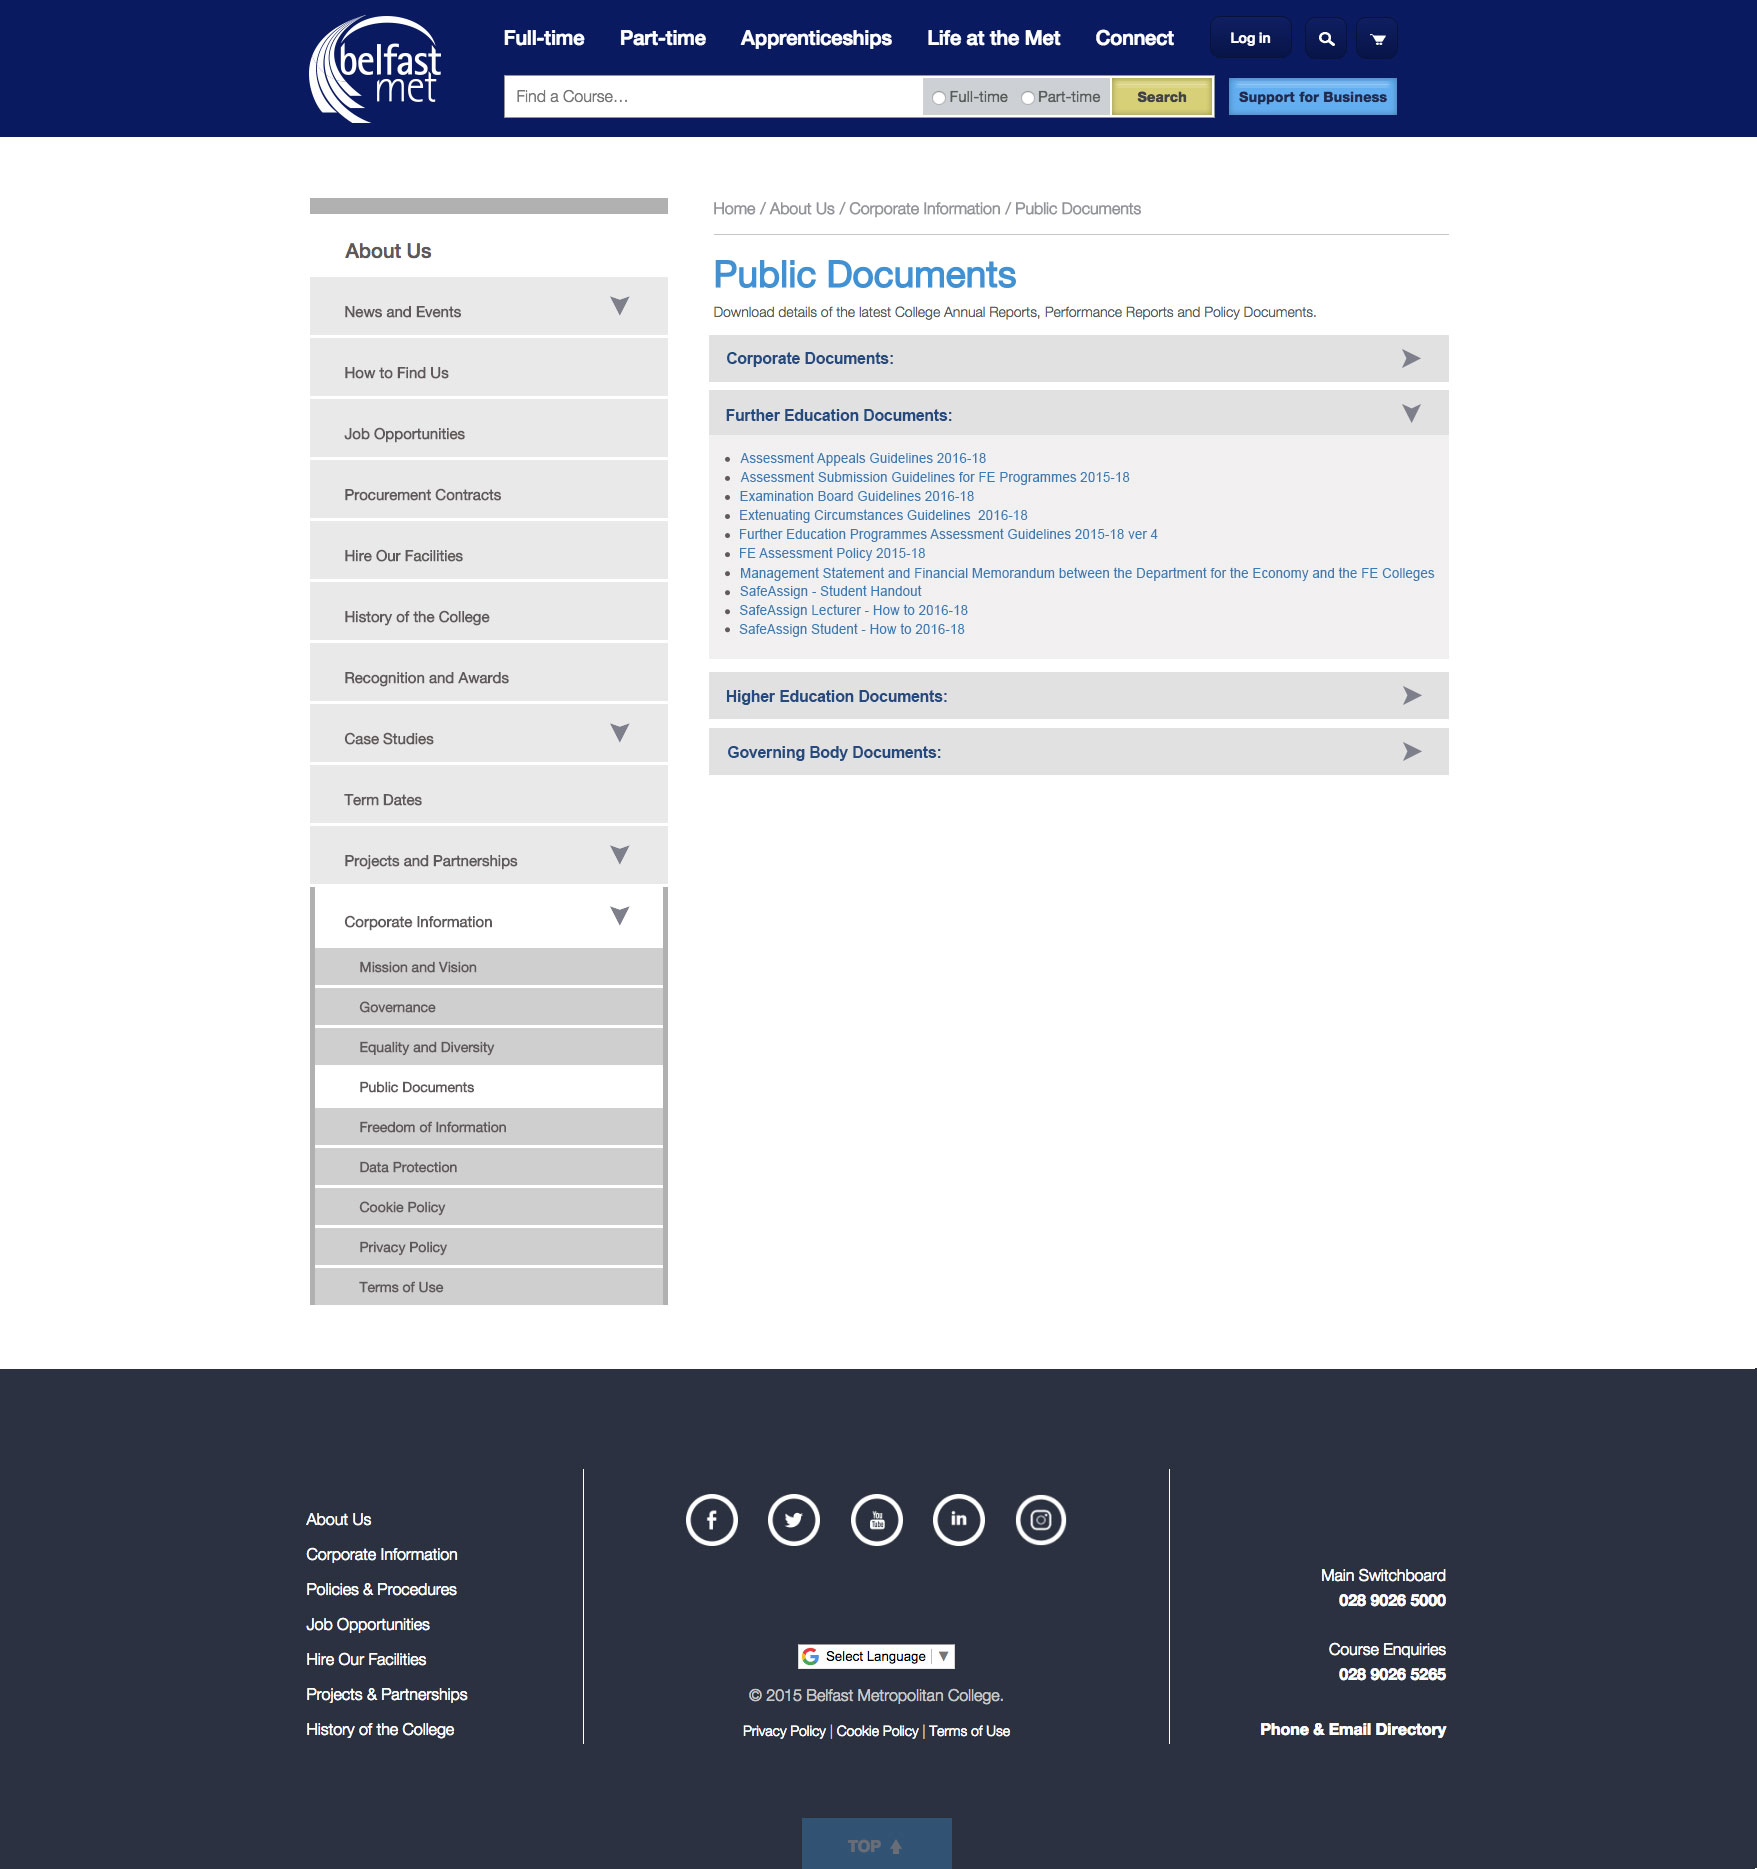 belfast
met
Full-time Part-time Apprenticeships Life at the Met Connect Log in
Find a Course... Full-time Part-time Search Support for Business
About Us
News and Events
How to Find Us
Job Opportunities
Procurement Contracts
Hire Our Facilities
History of the College
Recognition and Awards
Case Studies
Term Dates
Projects and Partnerships
Corporate Information
Mission and Vision
Governance
Equality and Diversity
Public Documents
Freedom of Information
Data Protection
Cookie Policy
Privacy Policy
Terms of Use
Home / About Us / Corporate Information / Public Documents
Public Documents
Download details of the latest College Annual Reports, Performance Reports and Policy Documents.
Corporate Documents:
Further Education Documents:
Assessment Appeals Guidelines 2016-18
Assessment Submission Guidelines for FE Programmes 2015-18
Examination Board Guidelines 2016-18
Extenuating Circumstances Guidelines 2016-18
Further Education Programmes Assessment Guidelines 2015-18 ver 4
FE Assessment Policy 2015-18
Management Statement and Financial Memorandum between the Department for the Economy and the FE Colleges
SafeAssign - Student Handout
SafeAssign Lecturer - How to 2016-18
SafeAssign Student - How to 2016-18
Higher Education Documents:
Governing Body Documents:
About Us
Corporate Information
Policies & Procedures
Job Opportunities
Hire Our Facilities
Projects & Partnerships
History of the College
You
Tube
in
Select Language
© 2015 Belfast Metropolitan College.
Privacy Policy | Cookie Policy | Terms of Use
Main Switchboard
028 9026 5000
Course Enquiries
028 9026 5265
Phone & Email Directory
TOP